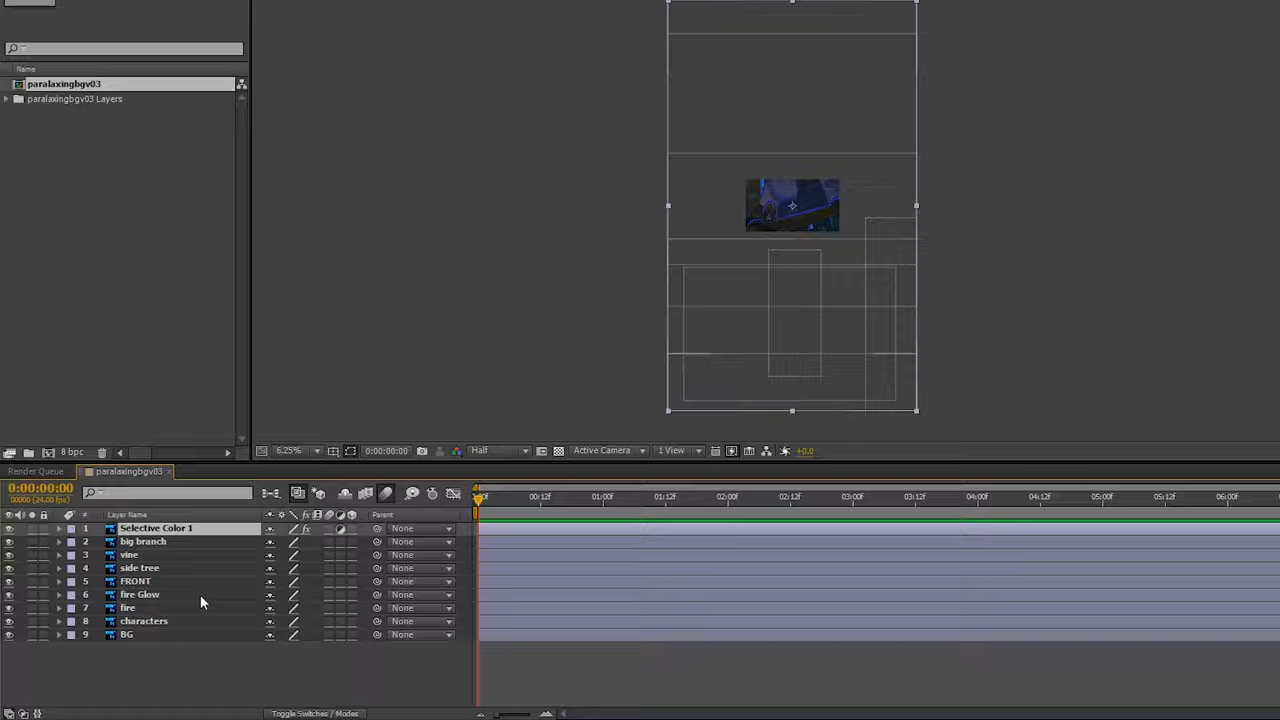 Name
paralaxingbgv03
paralaxingbgv03 Layers
8 bpc
6.25%
0:00:00:00
Half
Active Camera
1 View
+0.0
Render Queue
paralaxingbgv03
0:00:00:00
00000 (24.00 fps)
# Layer Name Parent
00:12f 01:00f 01:12f 02:00f 02:12f 03:00f 03:12f 04:00f 04:12f 05:00f 05:12f 06:00f
1 Selective Color 1 fx None
2 big branch None
3 vine None
4 side tree None
5 FRONT None
6 fire Glow None
7 fire None
8 characters None
9 BG None
Toggle Switches / Modes